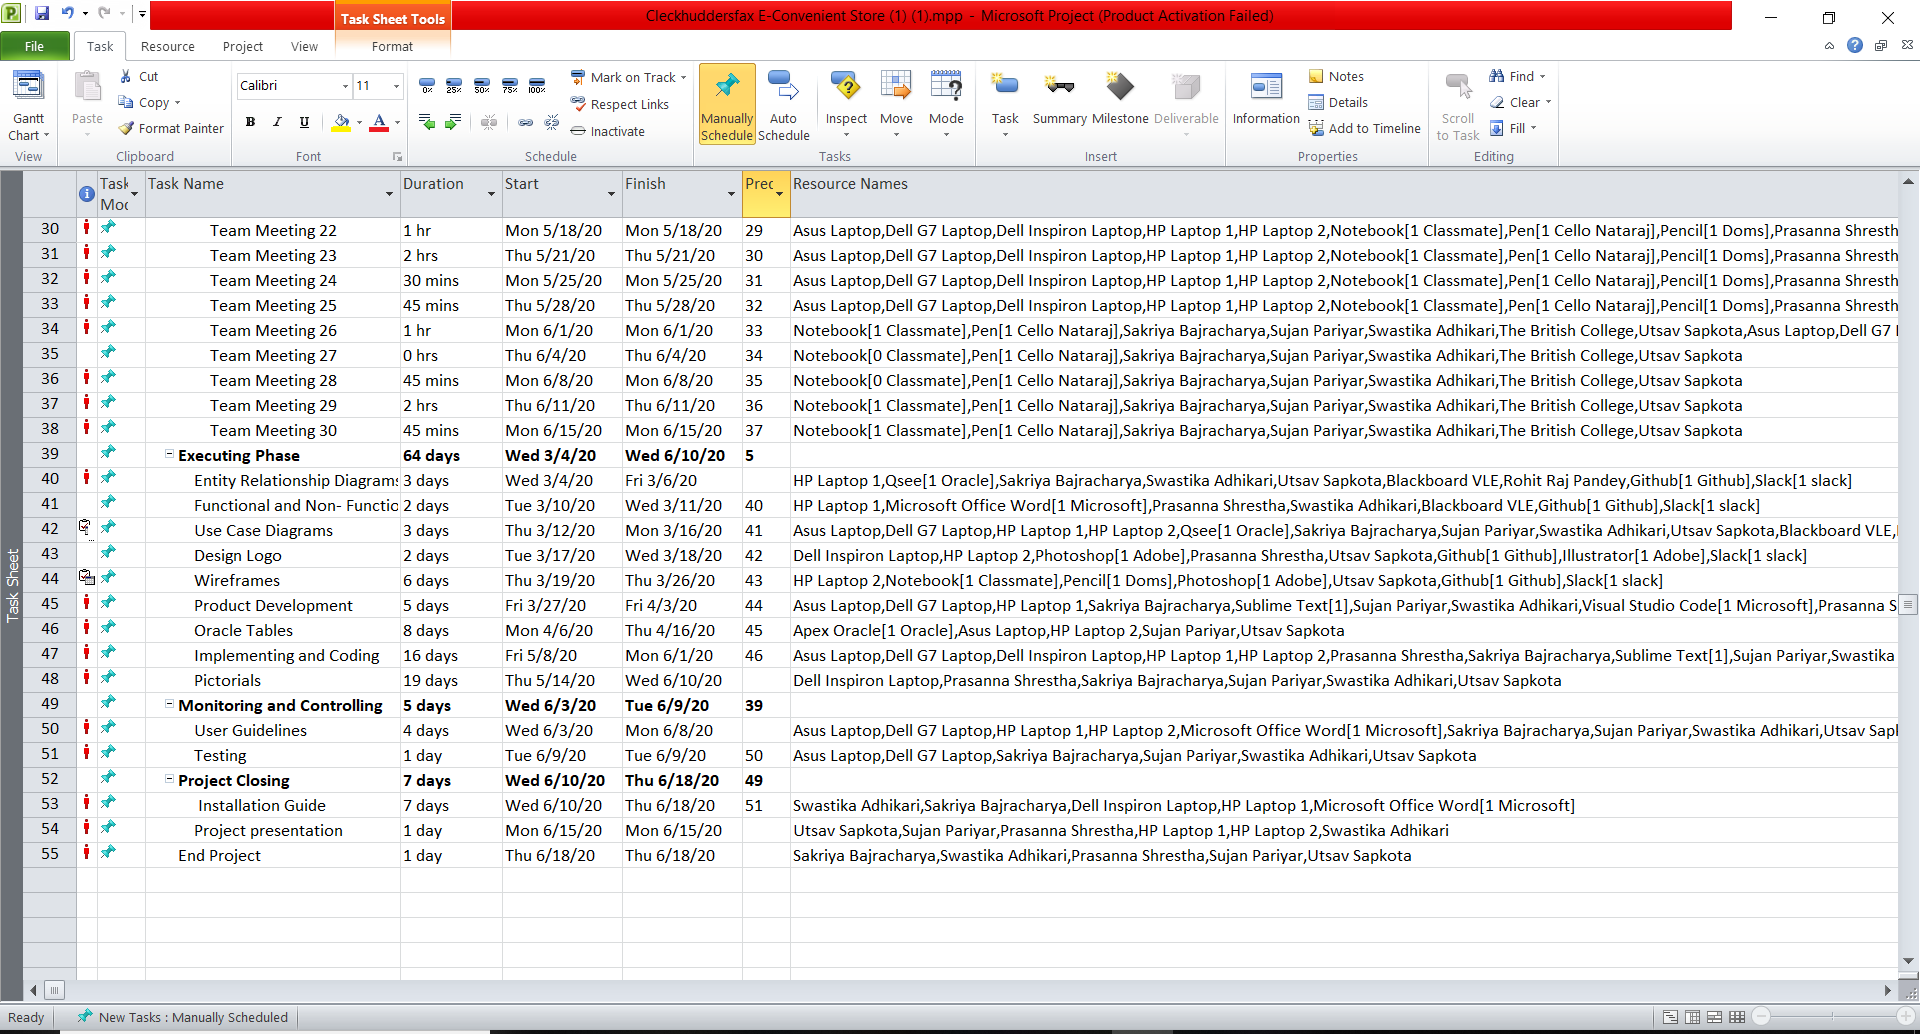 Task Sheet Tools
Cleckhuddersfax E-Convenient Store (1) (1).mpp - Microsoft Project (Product Activation Failed)
File Task Resource Project View Format
Gantt Chart
View
Paste
Cut
Copy
Format Painter
Clipboard
Calibri 11
B I U A
Font
0% 25% 50% 75% 100%
Mark on Track
Respect Links
Inactivate
Schedule
Manually Schedule
Auto Schedule
Inspect
Move
Mode
Tasks
Task
Summary
Milestone
Deliverable
Insert
Information
Notes
Details
Add to Timeline
Properties
Scroll to Task
Find
Clear
Fill
Editing
Task Name Duration Start Finish Resource Names
30 Team Meeting 22 1 hr Mon 5/18/20 Mon 5/18/20 29 Asus Laptop,Dell G7 Laptop,Dell Inspiron Laptop,HP Laptop 1,HP Laptop 2,Notebook[1 Classmate],Pen[1 Cello Nataraj],Pencil[1 Doms],Prasanna Shresth
31 Team Meeting 23 2 hrs Thu 5/21/20 Thu 5/21/20 30 Asus Laptop,Dell G7 Laptop,Dell Inspiron Laptop,HP Laptop 1,HP Laptop 2,Notebook[1 Classmate],Pen[1 Cello Nataraj],Pencil[1 Doms],Prasanna Shresth
32 Team Meeting 24 30 mins Mon 5/25/20 Mon 5/25/20 31 Asus Laptop,Dell G7 Laptop,Dell Inspiron Laptop,HP Laptop 1,HP Laptop 2,Notebook[1 Classmate],Pen[1 Cello Nataraj],Pencil[1 Doms],Prasanna Shresth
33 Team Meeting 25 45 mins Thu 5/28/20 Thu 5/28/20 32 Asus Laptop,Dell G7 Laptop,Dell Inspiron Laptop,HP Laptop 1,HP Laptop 2,Notebook[1 Classmate],Pen[1 Cello Nataraj],Pencil[1 Doms],Prasanna Shresth
34 Team Meeting 26 1 hr Mon 6/1/20 Mon 6/1/20 33 Notebook[1 Classmate],Pen[1 Cello Nataraj],Sakriya Bajracharya,Sujan Pariyar,Swastika Adhikari,The British College,Utsav Sapkota,Asus Laptop,Dell G7
35 Team Meeting 27 0 hrs Thu 6/4/20 Thu 6/4/20 34 Notebook[0 Classmate],Pen[1 Cello Nataraj],Sakriya Bajracharya,Sujan Pariyar,Swastika Adhikari,The British College,Utsav Sapkota
36 Team Meeting 28 45 mins Mon 6/8/20 Mon 6/8/20 35 Notebook[0 Classmate],Pen[1 Cello Nataraj],Sakriya Bajracharya,Sujan Pariyar,Swastika Adhikari,The British College,Utsav Sapkota
37 Team Meeting 29 2 hrs Thu 6/11/20 Thu 6/11/20 36 Notebook[1 Classmate],Pen[1 Cello Nataraj],Sakriya Bajracharya,Sujan Pariyar,Swastika Adhikari,The British College,Utsav Sapkota
38 Team Meeting 30 45 mins Mon 6/15/20 Mon 6/15/20 37 Notebook[1 Classmate],Pen[1 Cello Nataraj],Sakriya Bajracharya,Sujan Pariyar,Swastika Adhikari,The British College,Utsav Sapkota
39 Executing Phase 64 days Wed 3/4/20 Wed 6/10/20 5
40 Entity Relationship Diagrams 3 days Wed 3/4/20 Fri 3/6/20 HP Laptop 1,Qsee[1 Oracle],Sakriya Bajracharya,Swastika Adhikari,Utsav Sapkota,Blackboard VLE,Rohit Raj Pandey,Github[1 Github],Slack[1 slack]
41 Functional and Non- Functio 2 days Tue 3/10/20 Wed 3/11/20 40 HP Laptop 1,Microsoft Office Word[1 Microsoft],Prasanna Shrestha,Swastika Adhikari,Blackboard VLE,Github[1 Github],Slack[1 slack]
42 Use Case Diagrams 3 days Thu 3/12/20 Mon 3/16/20 41 Asus Laptop,Dell G7 Laptop,HP Laptop 1,HP Laptop 2,Qsee[1 Oracle],Sakriya Bajracharya,Sujan Pariyar,Swastika Adhikari,Utsav Sapkota,Blackboard VLE,
43 Design Logo 2 days Tue 3/17/20 Wed 3/18/20 42 Dell Inspiron Laptop,HP Laptop 2,Photoshop[1 Adobe],Prasanna Shrestha,Utsav Sapkota,Github[1 Github],Illustrator[1 Adobe],Slack[1 slack]
44 Wireframes 6 days Thu 3/19/20 Thu 3/26/20 43 HP Laptop 2,Notebook[1 Classmate],Pencil[1 Doms],Photoshop[1 Adobe],Utsav Sapkota,Github[1 Github],Slack[1 slack]
45 Product Development 5 days Fri 3/27/20 Fri 4/3/20 44 Asus Laptop,Dell G7 Laptop,HP Laptop 1,Sakriya Bajracharya,Sublime Text[1],Sujan Pariyar,Swastika Adhikari,Visual Studio Code[1 Microsoft],Prasanna S
46 Oracle Tables 8 days Mon 4/6/20 Thu 4/16/20 45 Apex Oracle[1 Oracle],Asus Laptop,HP Laptop 2,Sujan Pariyar,Utsav Sapkota
47 Implementing and Coding 16 days Fri 5/8/20 Mon 6/1/20 46 Asus Laptop,Dell G7 Laptop,Dell Inspiron Laptop,HP Laptop 1,HP Laptop 2,Prasanna Shrestha,Sakriya Bajracharya,Sublime Text[1],Sujan Pariyar,Swastika
48 Pictorials 19 days Thu 5/14/20 Wed 6/10/20 Dell Inspiron Laptop,Prasanna Shrestha,Sakriya Bajracharya,Sujan Pariyar,Swastika Adhikari,Utsav Sapkota
49 Monitoring and Controlling 5 days Wed 6/3/20 Tue 6/9/20 39
50 User Guidelines 4 days Wed 6/3/20 Mon 6/8/20 Asus Laptop,Dell G7 Laptop,HP Laptop 1,HP Laptop 2,Microsoft Office Word[1 Microsoft],Sakriya Bajracharya,Sujan Pariyar,Swastika Adhikari,Utsav Sap
51 Testing 1 day Tue 6/9/20 Tue 6/9/20 50 Asus Laptop,Dell G7 Laptop,Sakriya Bajracharya,Sujan Pariyar,Swastika Adhikari,Utsav Sapkota
52 Project Closing 7 days Wed 6/10/20 Thu 6/18/20 49
53 Installation Guide 7 days Wed 6/10/20 Thu 6/18/20 51 Swastika Adhikari,Sakriya Bajracharya,Dell Inspiron Laptop,HP Laptop 1,Microsoft Office Word[1 Microsoft]
54 Project presentation 1 day Mon 6/15/20 Mon 6/15/20 Utsav Sapkota,Sujan Pariyar,Prasanna Shrestha,HP Laptop 1,HP Laptop 2,Swastika Adhikari
55 End Project 1 day Thu 6/18/20 Thu 6/18/20 Sakriya Bajracharya,Swastika Adhikari,Prasanna Shrestha,Sujan Pariyar,Utsav Sapkota
Task Sheet
Ready New Tasks : Manually Scheduled